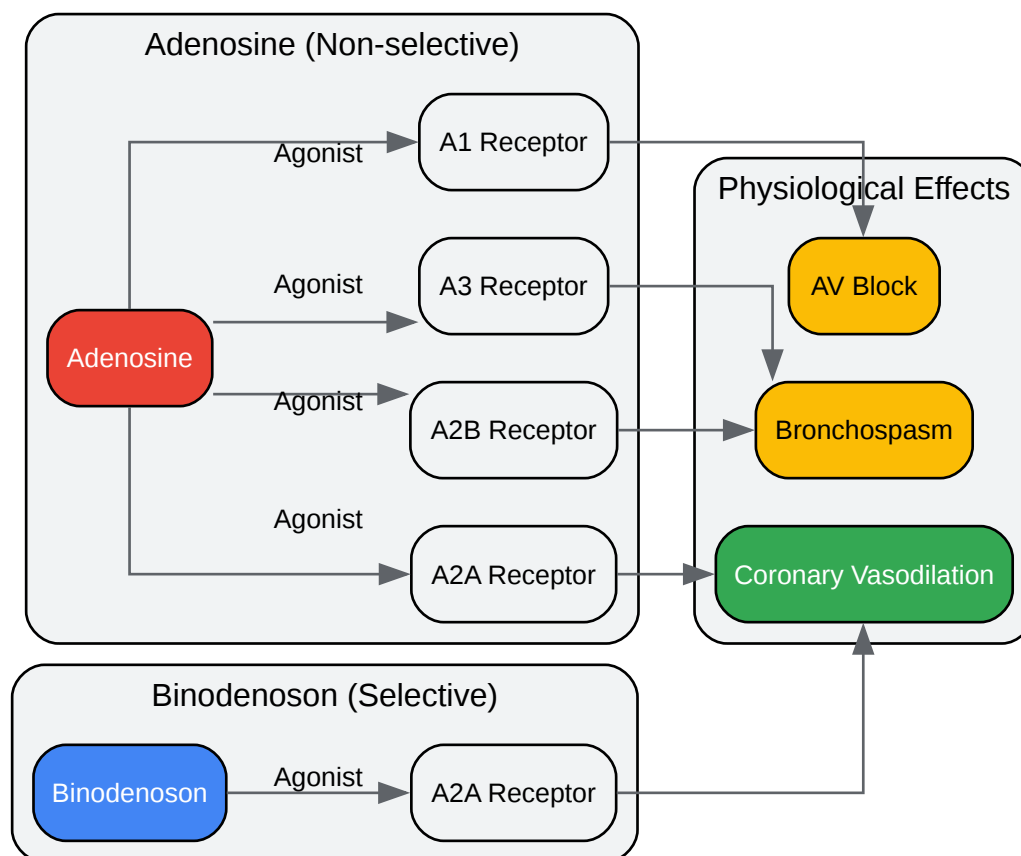 Adenosine (Non-selective)
Agonist
A1 Receptor
Physiological Effects
Agonist
A3 Receptor
AV Block
Adenosine
Agonist
A2B Receptor
Bronchospasm
Agonist
A2A Receptor
Coronary Vasodilation
Binodenoson (Selective)
Binodenoson
Agonist
A2A Receptor